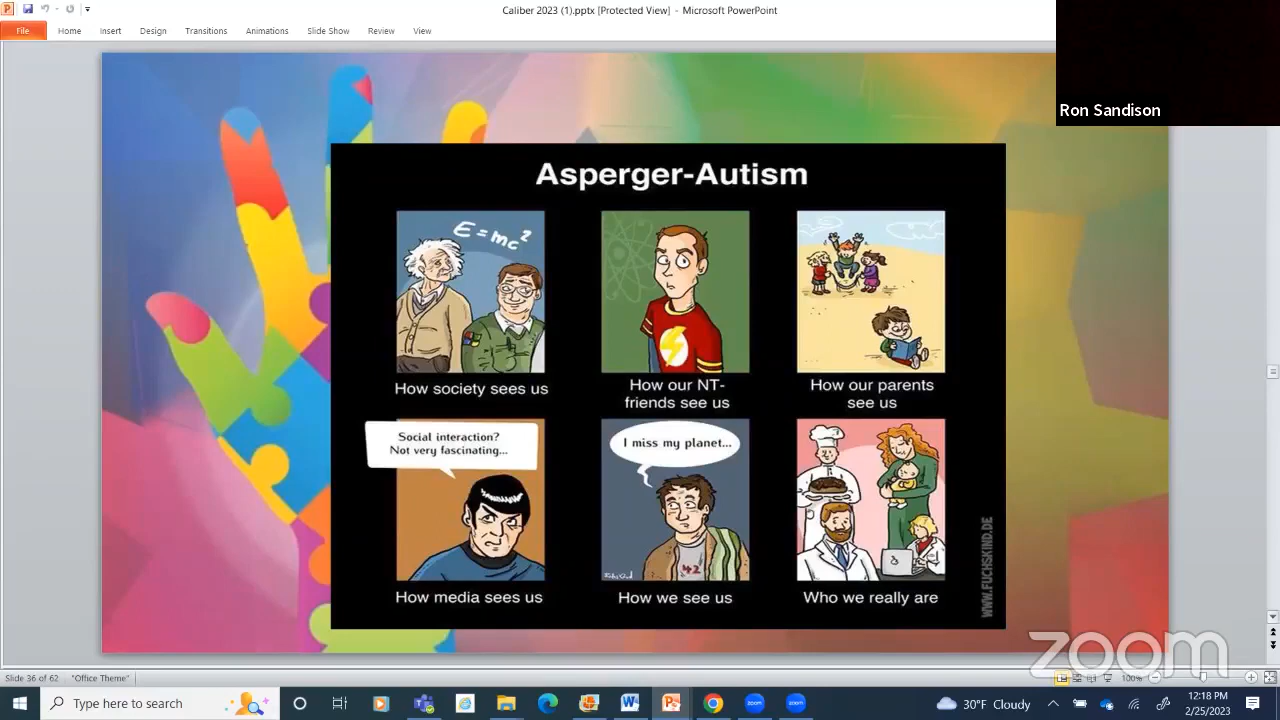 Caliber 2023 (1).pptx [Protected View] - Microsoft PowerPoint
File Home Insert Design Transitions Animations Slide Show Review View
Ron Sandison
Asperger-Autism
E=mc²
How society sees us
How our NT-
friends see us
How our parents
see us
Social interaction?
Not very fascinating...
I miss my planet...
42
How media sees us
How we see us
Who we really are
WWW.FUCHSKIND.DE
zoom
Slide 36 of 62 "Office Theme" 100%
Type here to search
30°F Cloudy
12:18 PM
2/25/2023